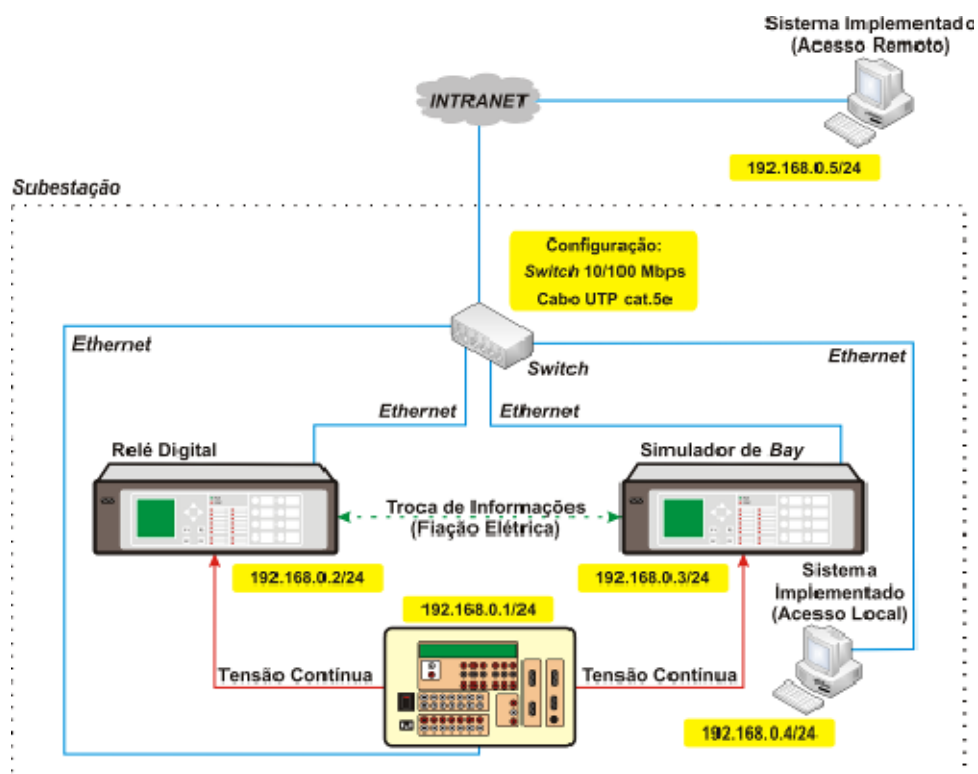 Sistema Implementado
(Acesso Remoto)
INTRANET
192.168.0.5/24
Subestação
Configuração:
Switch 10/100 Mbps
Cabo UTP cat.5e
Ethernet
Switch
Ethernet
Ethernet
Ethernet
Relé Digital
Simulador de Bay
Troca de Informações
(Fiação Elétrica)
192.168.0.2/24
192.168.0.3/24
Sistema
Implementado
(Acesso Local)
192.168.0.1/24
Tensão Contínua
Tensão Contínua
192.168.0.4/24